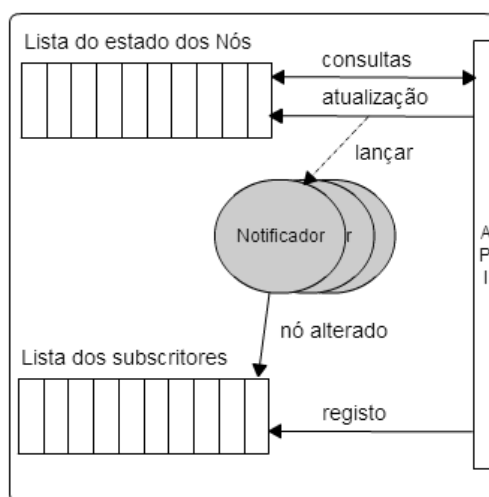 Lista do estado dos Nós
consultas
atualização
lançar
Notificador
r
A
P
I
nó alterado
Lista dos subscritores
registo